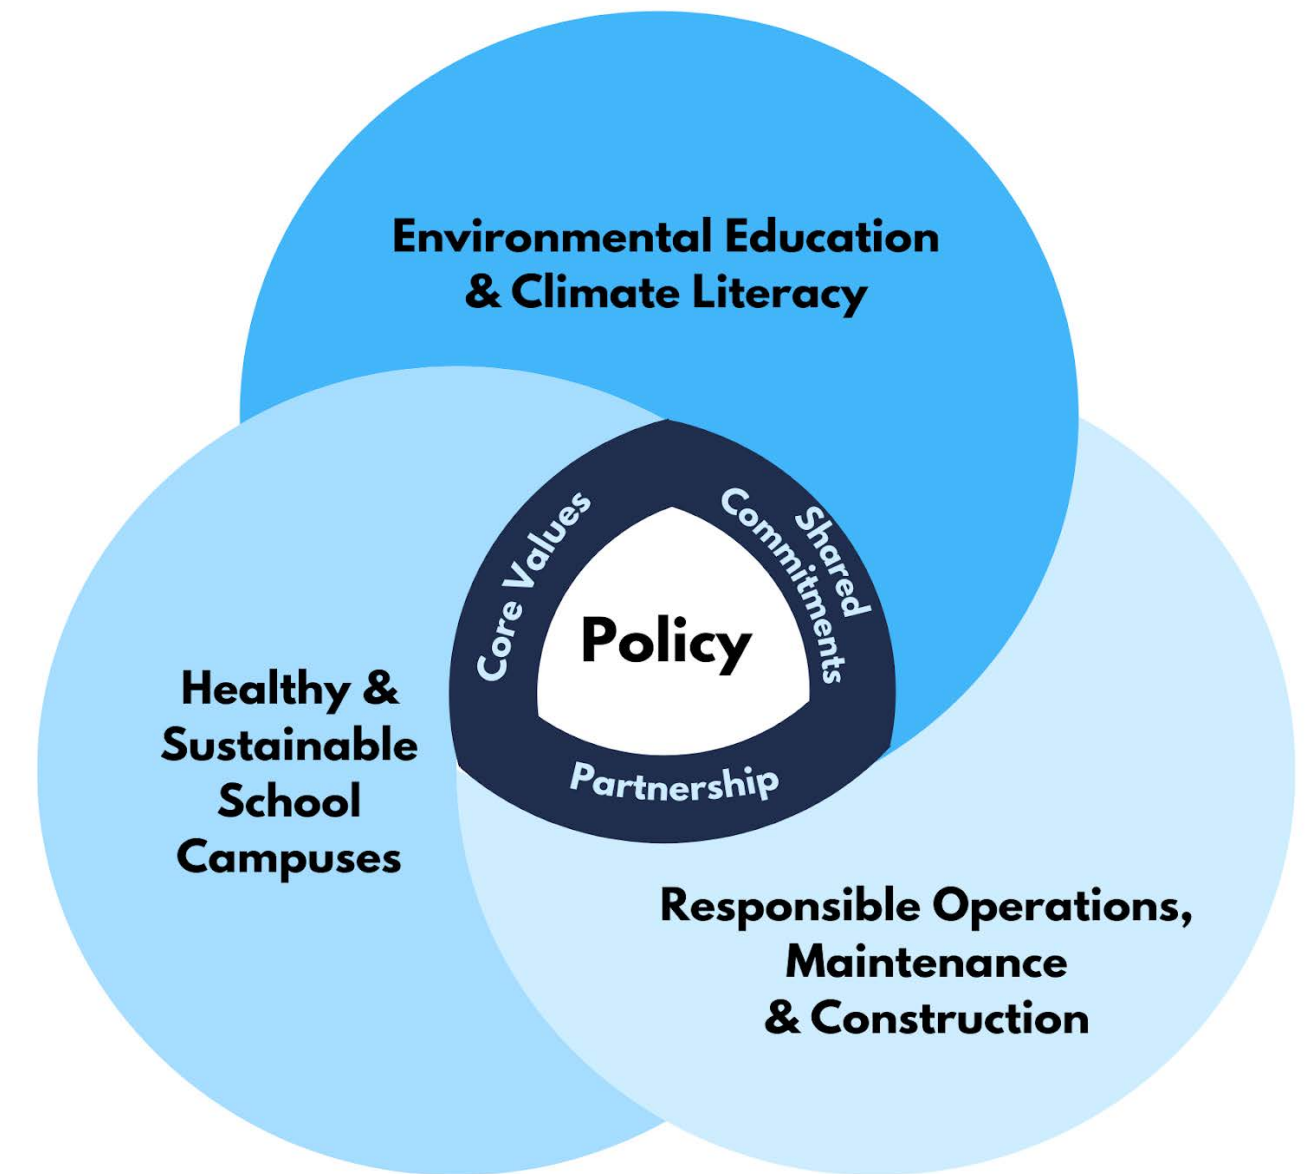 Environmental Education
& Climate Literacy
Core Values
Shared
Commitments
Policy
Partnership
Healthy &
Sustainable
School
Campuses
Responsible Operations,
Maintenance
& Construction